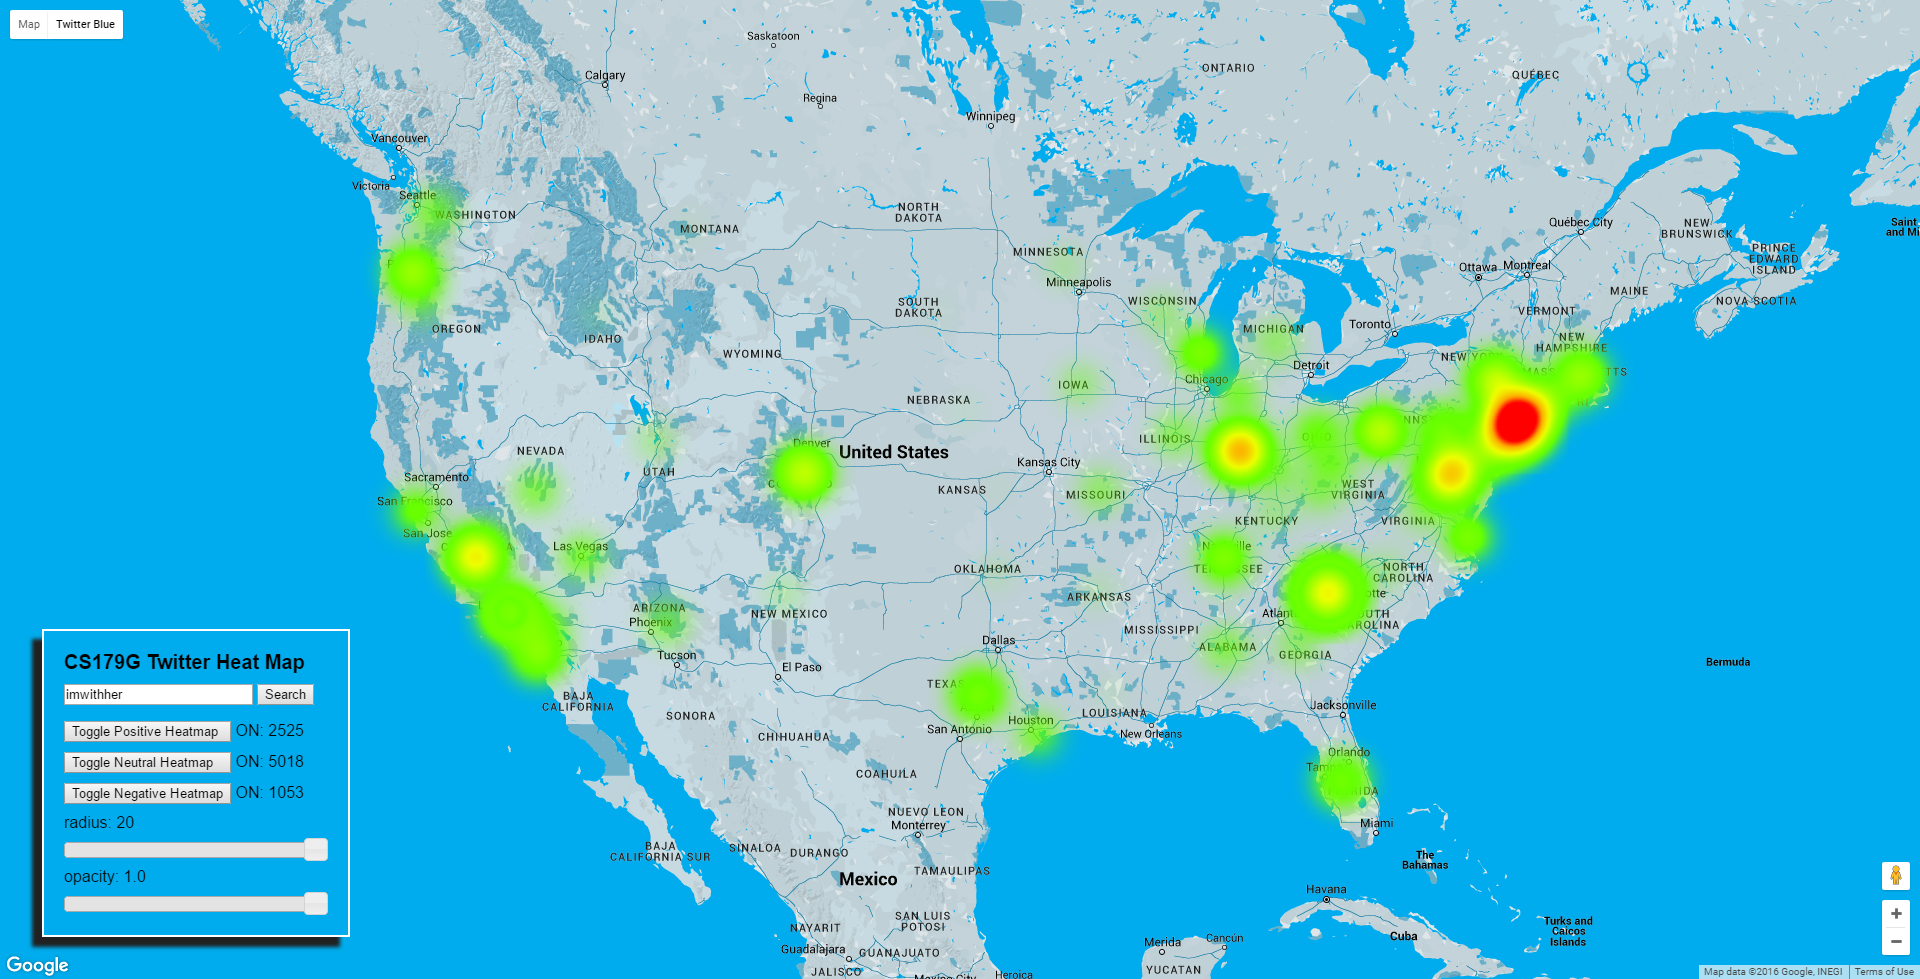 Map
Twitter Blue
Saskatoon
Calgary
Regina
Winnipeg
ONTARIO
QUÉBEC
Vancouver
Victoria
Seattle
WASHINGTON
MONTANA
NORTH
DAKOTA
MINNESOTA
Minneapolis
Québec City
NEW
BRUNSWICK
Saint
and Mi
PRINCE
EDWARD
ISLAND
Ottawa
Montreal
MAINE
NOVA SCOTIA
VERMONT
NEW
HAMPSHIRE
Toronto
WISCONSIN
MICHIGAN
Detroit
SOUTH
DAKOTA
OREGON
IDAHO
WYOMING
NEW YO
MASS
TTS
Chicago
IOWA
NEBRASKA
ILLINOIS
OHIO
NNS
Denver
United States
NEVADA
UTAH
Sacramento
San Francisco
San Jose
Kansas City
KANSAS
MISSOURI
WEST
VIRGINIA
KENTUCKY
VIRGINIA
Las Vegas
OKLAHOMA
ARKANSAS
NORTH
CAROLINA
ARIZONA
Phoenix
NEW MEXICO
Tucson
El Paso
Dallas
MISSISSIPPI
ALABAMA
GEORGIA
Bermuda
BAJA
CALIFORNIA
SONORA
CHIHUAHUA
TEXAS
San Antonio
Houston
LOUISIANA
New Orleans
Jacksonville
Orlando
Miami
COAHUILA
NUEVO LEON
Monterrey
BAJA
CALIFORNIA SUR
SINALOA
DURANGO
TAMAULIPAS
Mexico
The
Bahamas
Havana
Cuba
Turks and
Caicos
Islands
SAN LUIS
POTOSI
NAYARIT
Guadalajara
GUANAJUATO
JALISCO
Mexico City
Heroica
Merida
Cancún
YUCATAN
CS179G Twitter Heat Map
imwithher
Search
Toggle Positive Heatmap ON: 2525
Toggle Neutral Heatmap ON: 5018
Toggle Negative Heatmap ON: 1053
radius: 20
opacity: 1.0
Google
Map data ©2016 Google, INEGI
Terms of Use